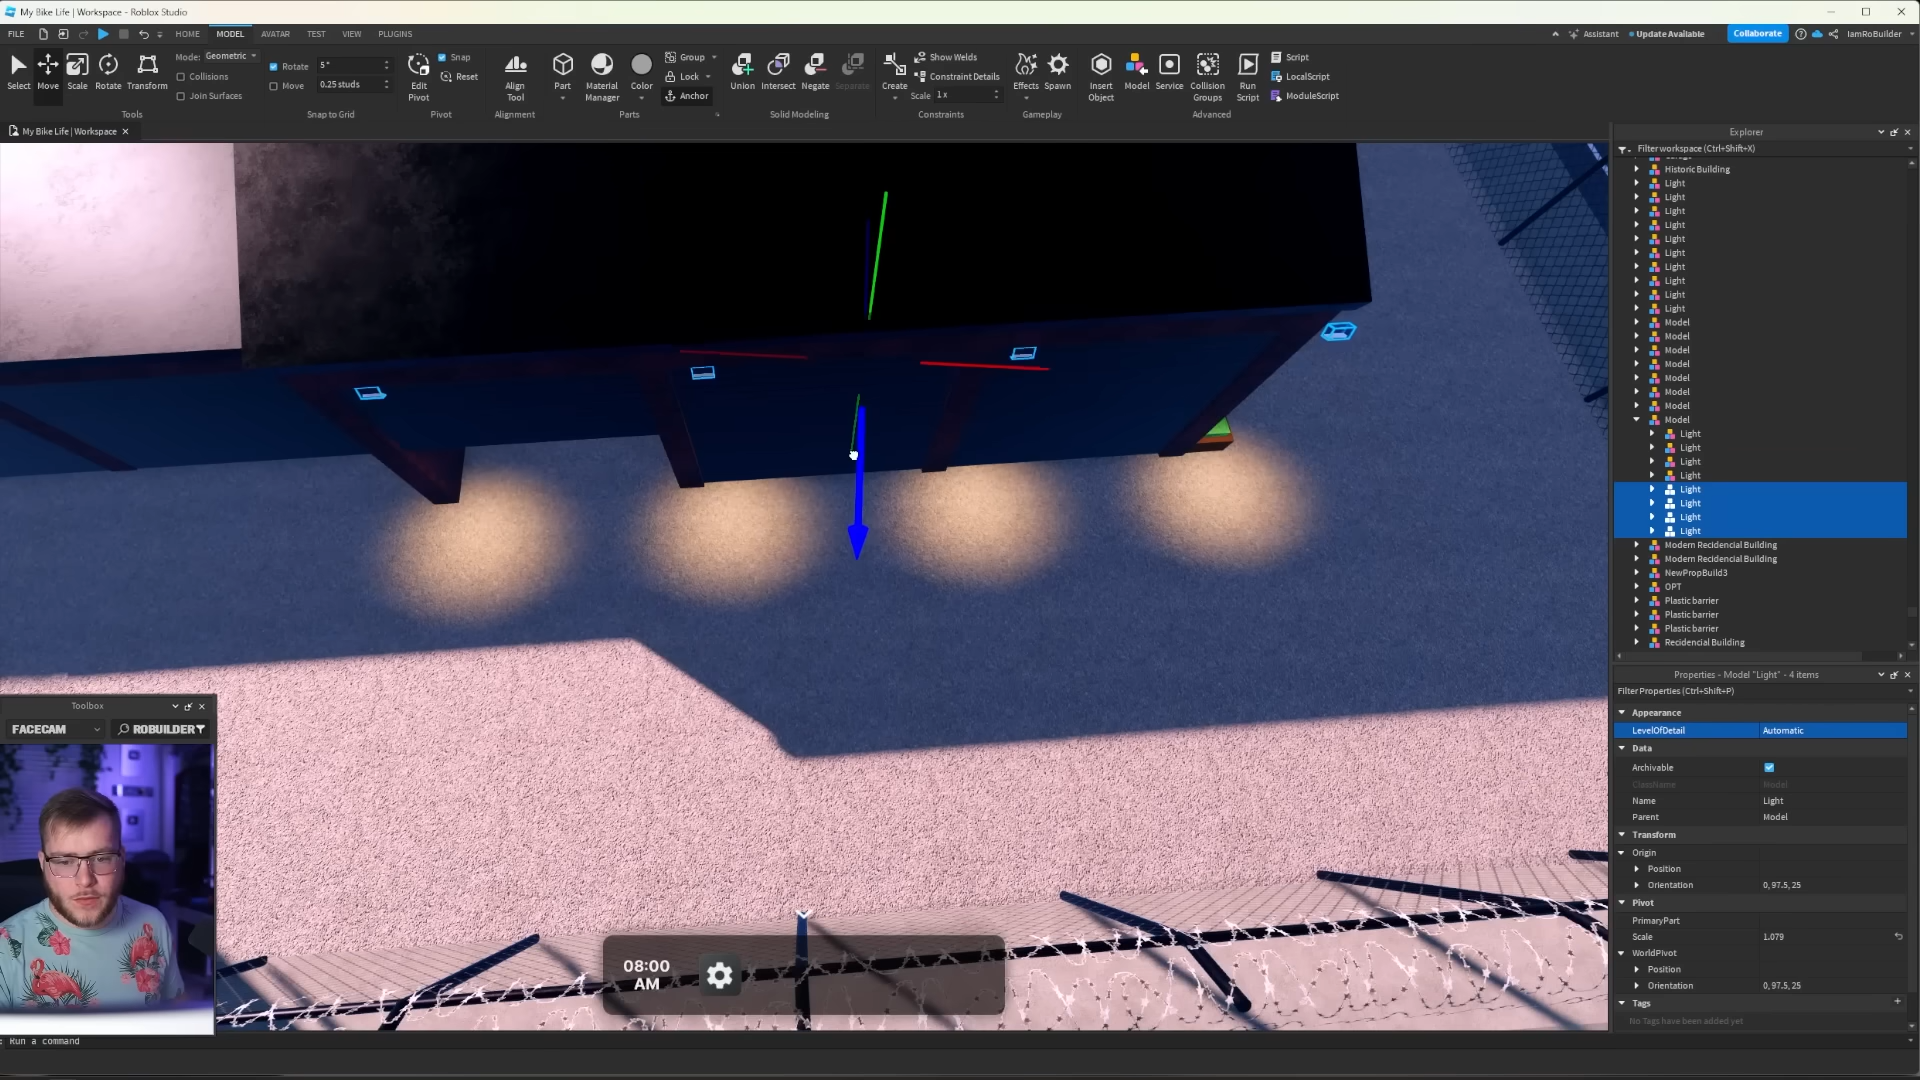 My Bike Life | Workspace - Roblox Studio
FILE HOME MODEL AVATAR TEST VIEW PLUGINS
Assistant Update Available Collaborate IamRoBuilder
Mode: Geometric
Collisions
Join Surfaces
Select Move Scale Rotate Transform
Tools
Rotate 5°
Move 0.25 studs
Snap to Grid
Edit Pivot
Snap
Reset
Pivot
Align Tool
Alignment
Part
Material Manager
Color
Group
Lock
Anchor
Parts
Union Intersect Negate Separate
Solid Modeling
Create
Show Welds
Constraint Details
Scale 1 x
Constraints
Effects Spawn
Gameplay
Insert Object
Model
Service
Collision Groups
Run Script
Script
LocalScript
ModuleScript
Advanced
My Bike Life | Workspace
Explorer
Filter workspace (Ctrl+Shift+X)
Historic Building
Light
Light
Light
Light
Light
Light
Light
Light
Light
Light
Model
Model
Model
Model
Model
Model
Model
Model
Light
Light
Light
Light
Light
Light
Light
Light
Modern Recidencial Building
Modern Recidencial Building
NewPropBuild3
OPT
Plastic barrier
Plastic barrier
Plastic barrier
Recidencial Building
Properties - Model "Light" - 4 items
Filter Properties (Ctrl+Shift+P)
Appearance
LevelOfDetail Automatic
Data
Archivable
ClassName Model
Name Light
Parent Model
Transform
Origin
Position
Orientation 0, 97.5, 25
Pivot
PrimaryPart
Scale 1.079
WorldPivot
Position
Orientation 0, 97.5, 25
Tags
No Tags have been added yet
Toolbox
FACECAM ROBUILDER
08:00
AM
Run a command